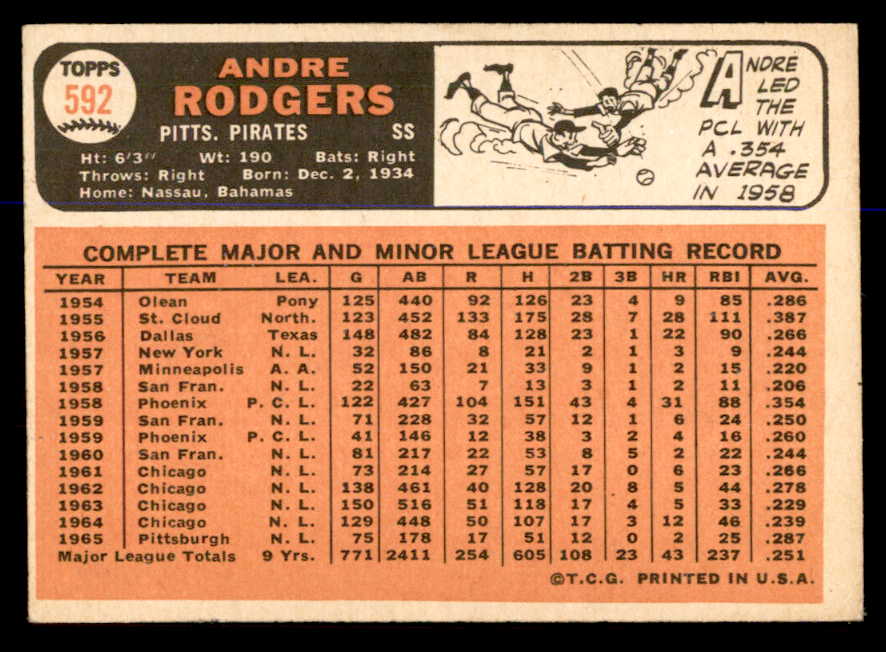 TOPPS
592
ANDRE
RODGERS
PITTS. PIRATES SS
Ht: 6'3" Wt: 190 Bats: Right
Throws: Right Born: Dec. 2, 1934
Home: Nassau, Bahamas
ANDRE
LED
THE
PCL WITH
A .354
AVERAGE
IN 1958
COMPLETE MAJOR AND MINOR LEAGUE BATTING RECORD
YEAR TEAM LEA. G AB R H 2B 3B HR RBI AVG.
1954 Olean Pony 125 440 92 126 23 4 9 85 .286
1955 St. Cloud North. 123 452 133 175 28 7 28 111 .387
1956 Dallas Texas 148 482 84 128 23 1 22 90 .266
1957 New York N. L. 32 86 8 21 2 1 3 9 .244
1957 Minneapolis A. A. 52 150 21 33 9 1 2 15 .220
1958 San Fran. N. L. 22 63 7 13 3 1 2 11 .206
1958 Phoenix P. C. L. 122 427 104 151 43 4 31 88 .354
1959 San Fran. N. L. 71 228 32 57 12 1 6 24 .250
1959 Phoenix P. C. L. 41 146 12 38 3 2 4 16 .260
1960 San Fran. N. L. 81 217 22 53 8 5 2 22 .244
1961 Chicago N. L. 73 214 27 57 17 0 6 23 .266
1962 Chicago N. L. 138 461 40 128 20 8 5 44 .278
1963 Chicago N. L. 150 516 51 118 17 4 5 33 .229
1964 Chicago N. L. 129 448 50 107 17 3 12 46 .239
1965 Pittsburgh N. L. 75 178 17 51 12 0 2 25 .287
Major League Totals 9 Yrs. 771 2411 254 605 108 23 43 237 .251
©T.C.G. PRINTED IN U.S.A.